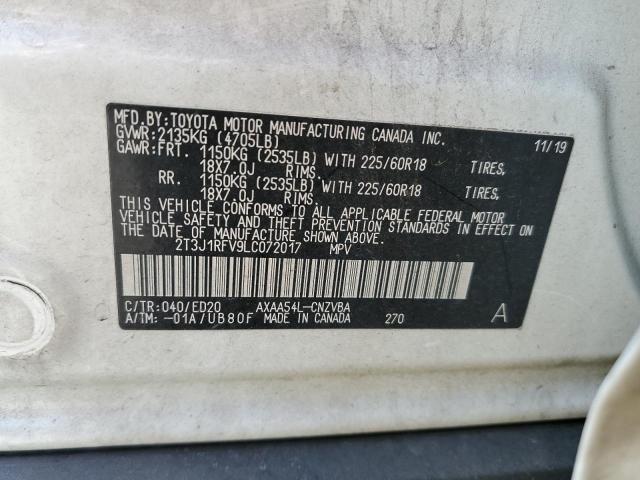 MFD.BY:TOYOTA MOTOR MANUFACTURING CANADA INC. 11/19
GVWR:2135KG (4705LB)
GAWR:FRT. 1150KG (2535LB) WITH 225/60R18 TIRES,
18X7.0J RIMS.
RR. 1150KG (2535LB) WITH 225/60R18 TIRES,
18X7.0J RIMS.
THIS VEHICLE CONFORMS TO ALL APPLICABLE FEDERAL MOTOR
VEHICLE SAFETY AND THEFT PREVENTION STANDARDS IN EFFECT ON
THE DATE OF MANUFACTURE SHOWN ABOVE.
2T3J1RFV9LC072017 MPV
C/TR:040/ED20 AXAA54L-CNZVBA
A/TM:-01A/UB80F MADE IN CANADA 270 A